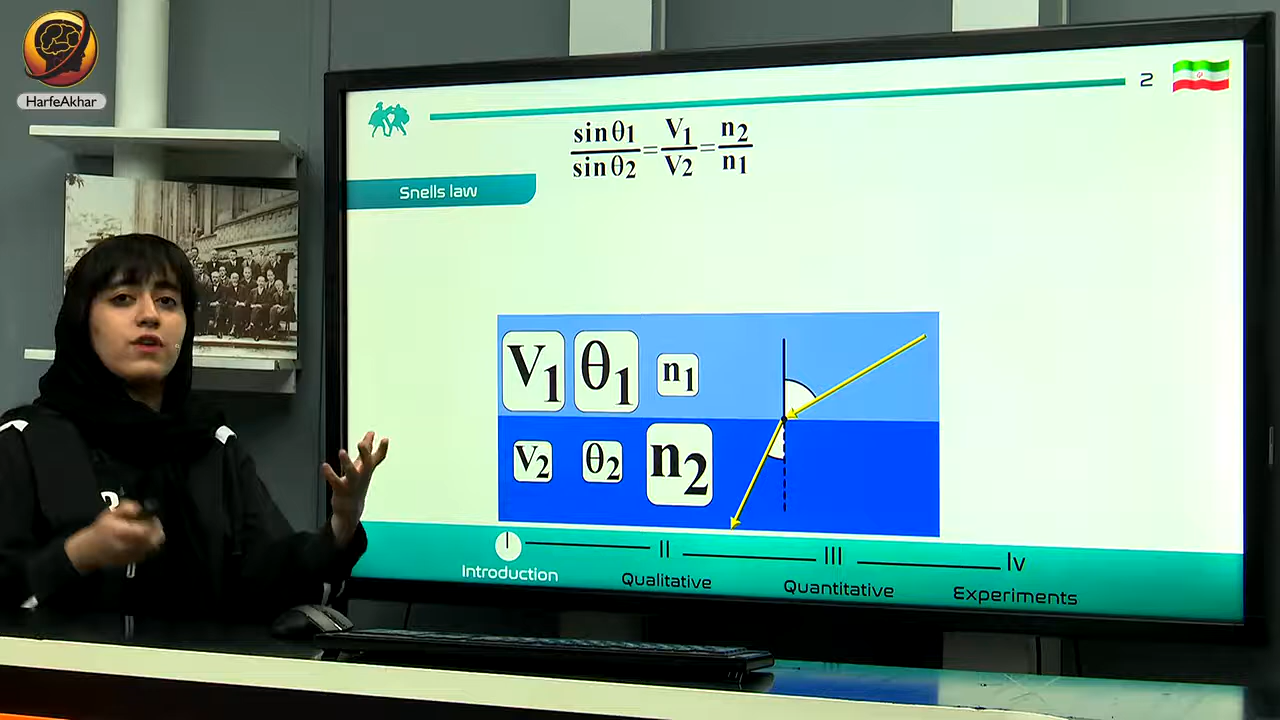 HarfeAkhar
2
sinθ1/sinθ2=V1/V2=n2/n1
Snells law
V1 θ1 n1
V2 θ2 n2
I II III Iv
Introduction Qualitative Quantitative Experiments